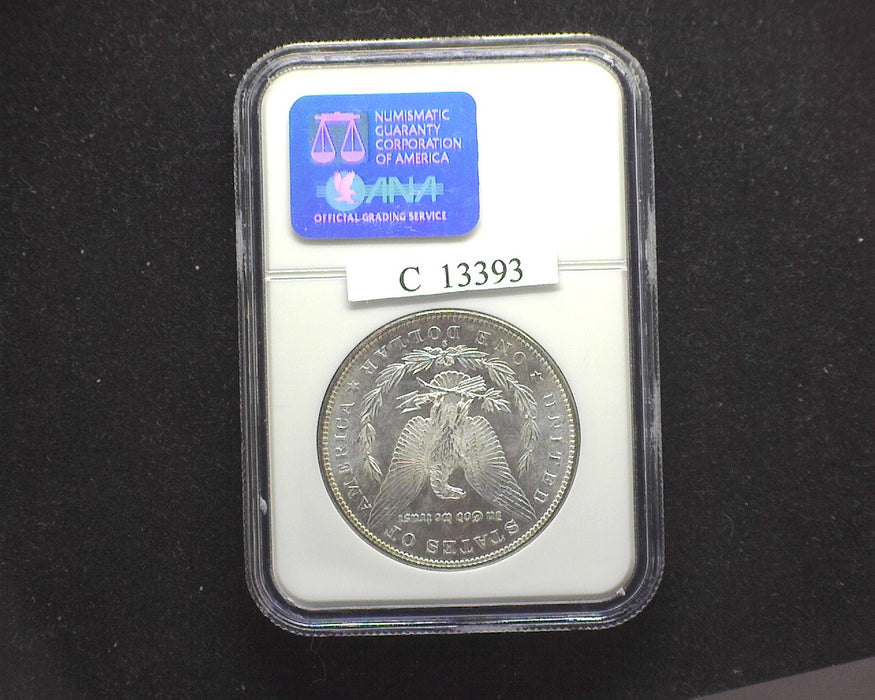 NUMISMATIC
GUARANTY
CORPORATION
OF AMERICA
ANA
OFFICIAL GRADING SERVICE
C 13393
UNITED STATES OF AMERICA
ONE DOLLAR
In God we trust
S